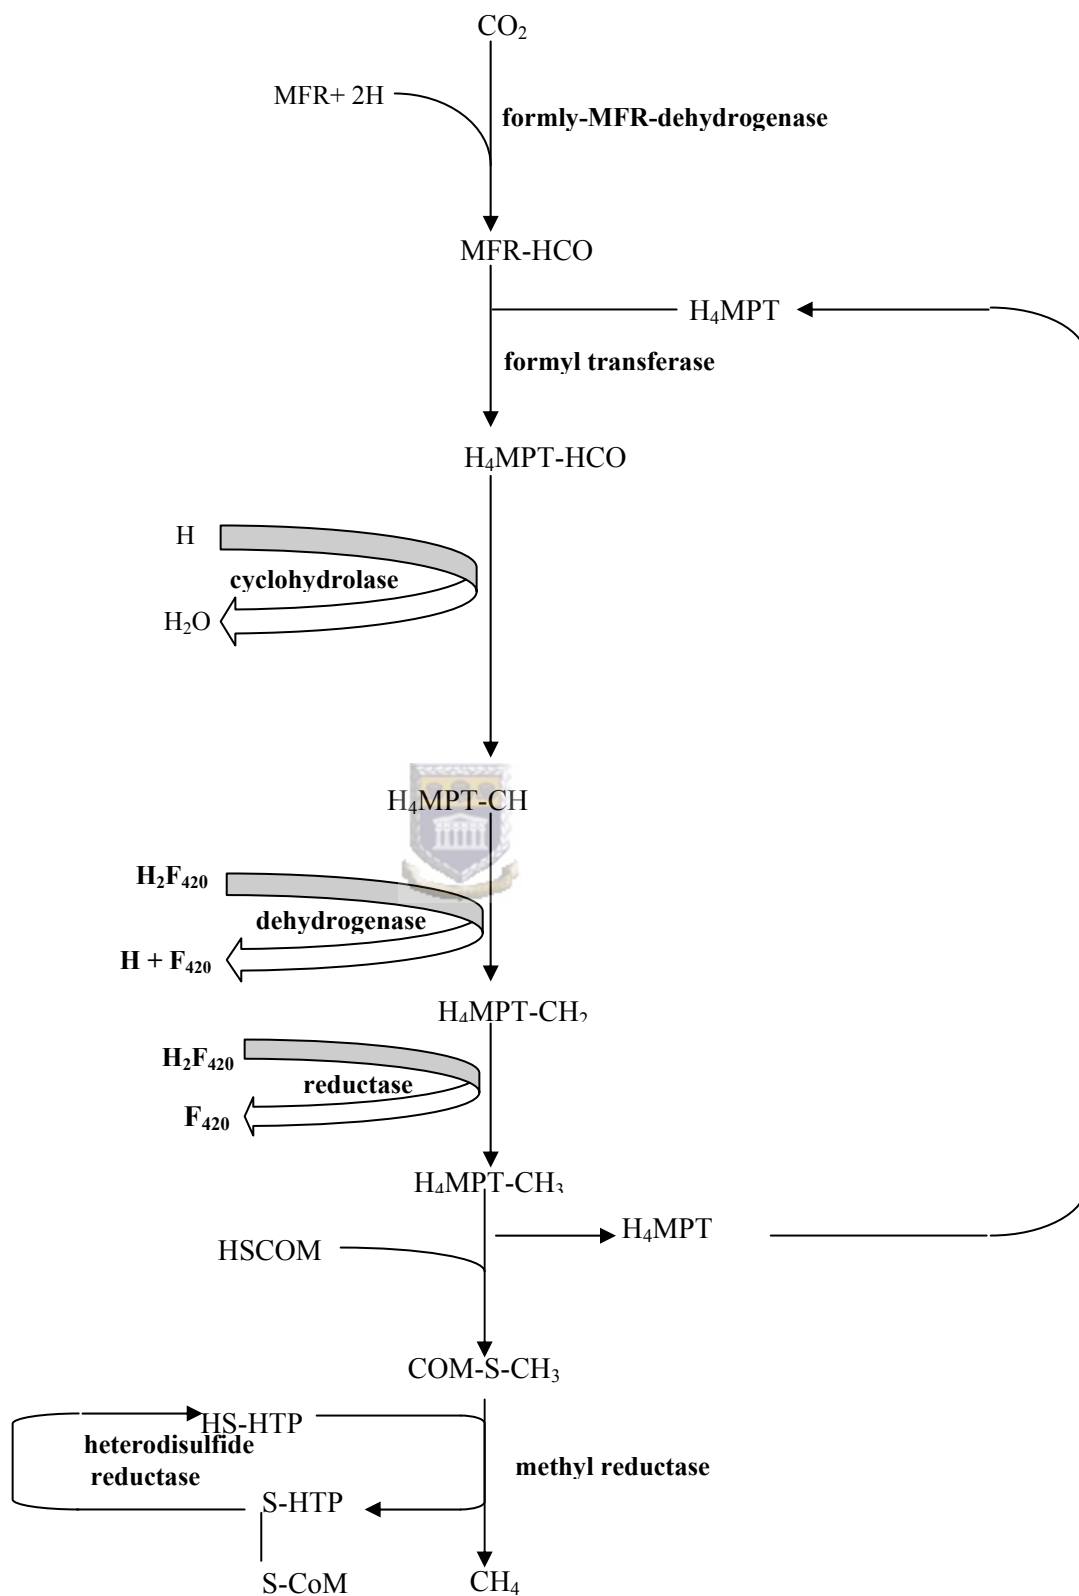 CO₂
MFR+ 2H
formly-MFR-dehydrogenase
MFR-HCO
H₄MPT
formyl transferase
H₄MPT-HCO
H
cyclohydrolase
H₂O
H₄MPT-CH
H₂F₄₂₀
dehydrogenase
H + F₄₂₀
H₄MPT-CH₂
H₂F₄₂₀
reductase
F₄₂₀
H₄MPT-CH₃
H₄MPT
HSCOM
COM-S-CH₃
HS-HTP
heterodisulfide
reductase
methyl reductase
S-HTP
S-CoM
CH₄